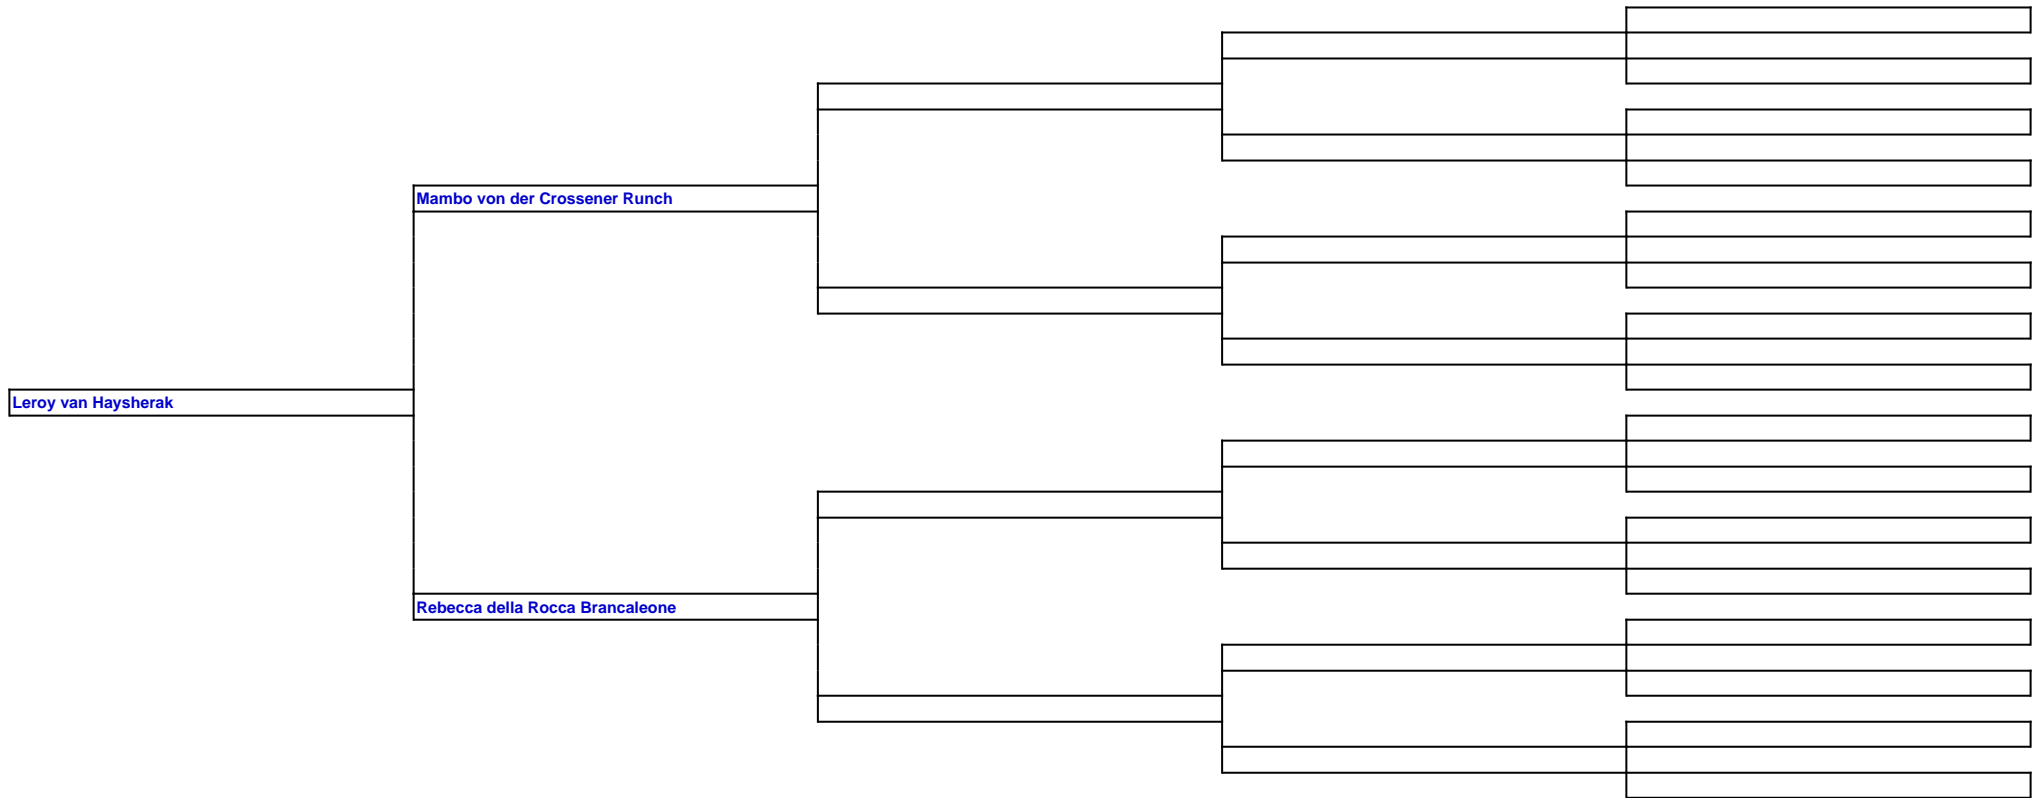 Mambo von der Crossener Runch
Leroy van Haysherak
Rebecca della Rocca Brancaleone